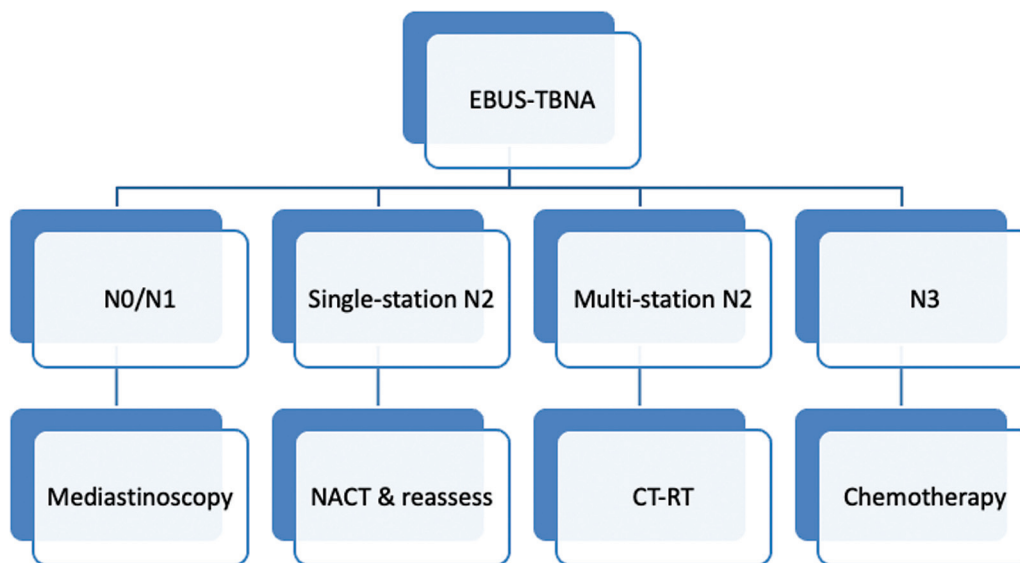 EBUS-TBNA
N0/N1
Single-station N2
Multi-station N2
N3
Mediastinoscopy
NACT & reassess
CT-RT
Chemotherapy